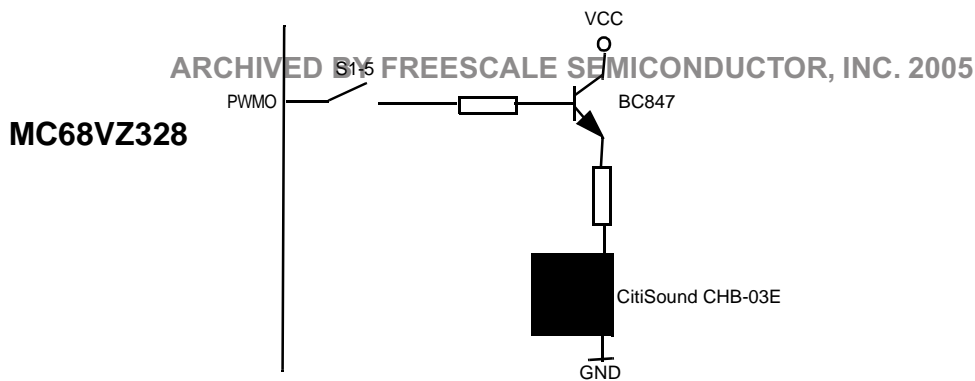 VCC
ARCHIVED BY FREESCALE SEMICONDUCTOR, INC. 2005
S1-5
PWMO
BC847
MC68VZ328
CitiSound CHB-03E
GND